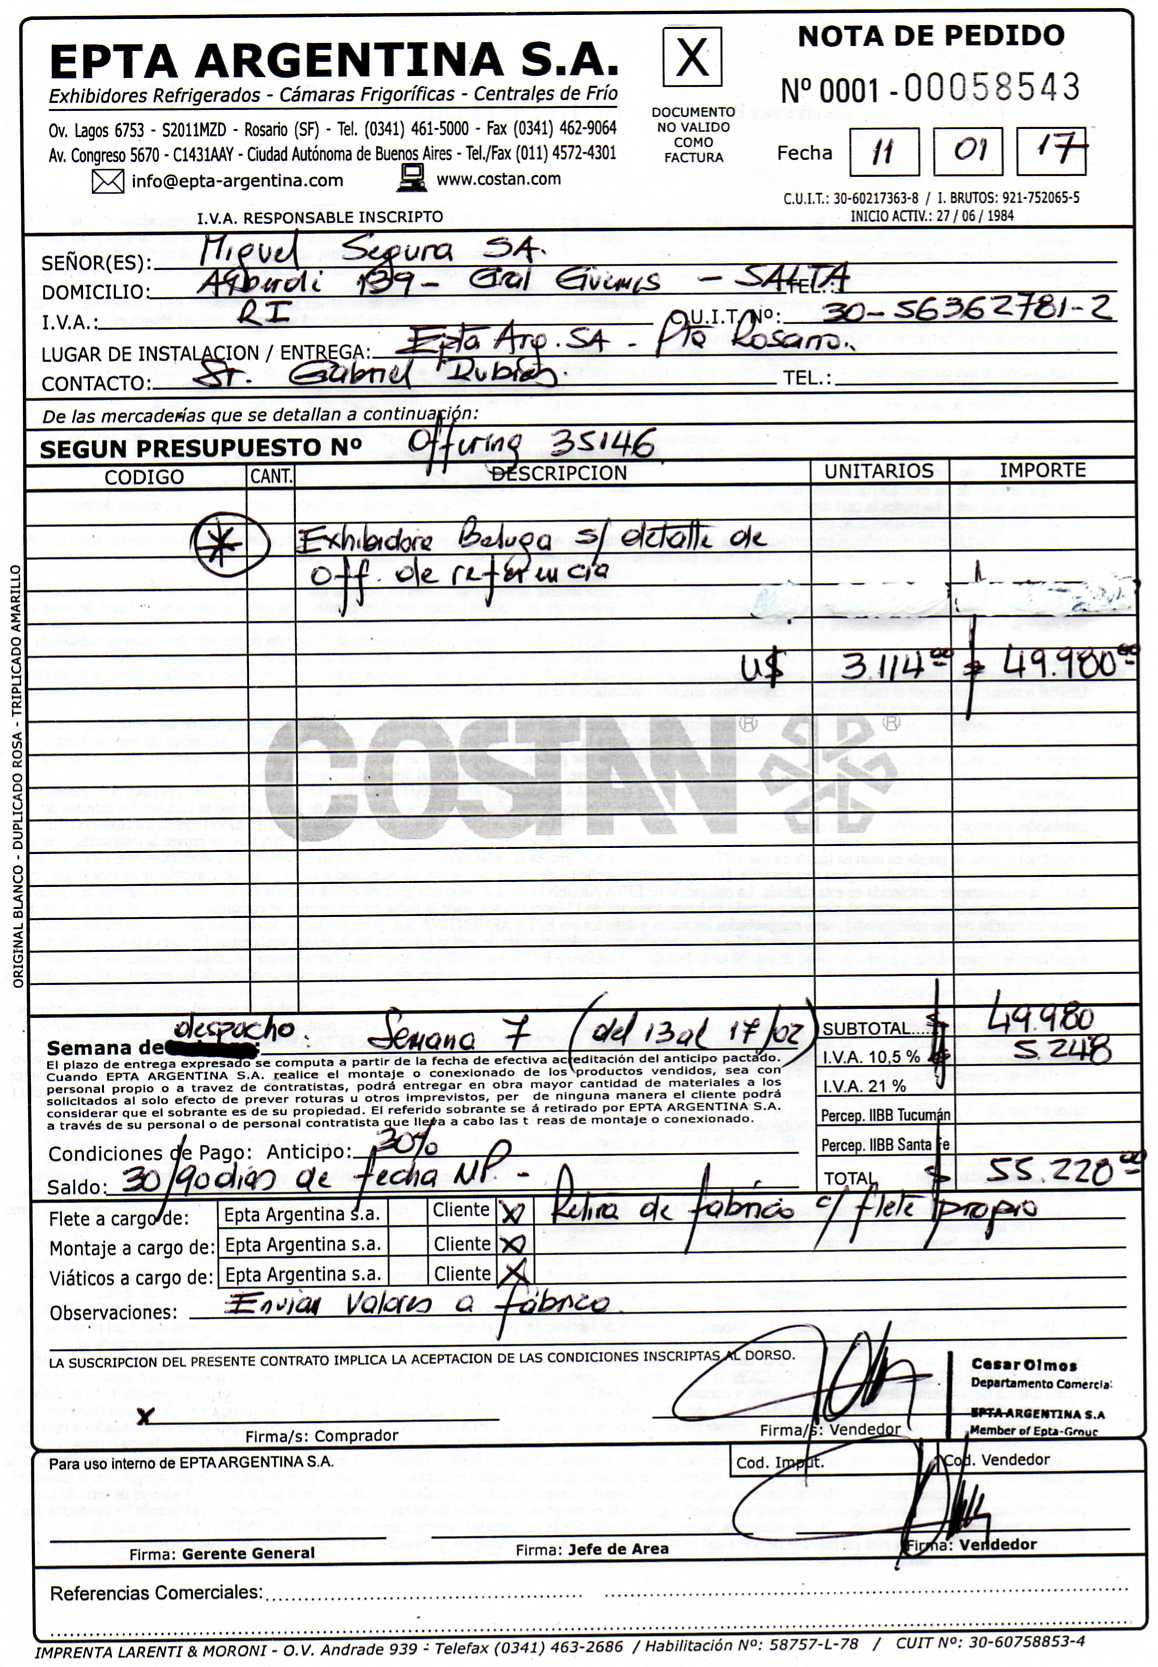 EPTA ARGENTINA S.A.
Exhibidores Refrigerados - Cámaras Frigoríficas - Centrales de Frío
Ov. Lagos 6753 - S2011MZD - Rosario (SF) - Tel. (0341) 461-5000 - Fax (0341) 462-9064
Av. Congreso 5670 - C1431AAY - Ciudad Autónoma de Buenos Aires - Tel./Fax (011) 4572-4301
info@epta-argentina.com www.costan.com
I.V.A. RESPONSABLE INSCRIPTO
X
DOCUMENTO
NO VALIDO
COMO
FACTURA
NOTA DE PEDIDO
Nº 0001 - 00058543
Fecha 11 01 17
C.U.I.T.: 30-60217363-8 / I. BRUTOS: 921-752065-5
INICIO ACTIV.: 27 / 06 / 1984
SEÑOR(ES): Miguel Segura SA.
DOMICILIO: 139 - Gral Güemes - SALTA TEL.:
I.V.A.: RI C.U.I.T. Nº: 30-56362781-2
LUGAR DE INSTALACION / ENTREGA: Epta Arg. SA - Pta Rosario.
CONTACTO: Sr. Gabriel Rubies. TEL.:
De las mercaderías que se detallan a continuación:
SEGUN PRESUPUESTO Nº Offering 35146
CODIGO CANT. DESCRIPCION UNITARIOS IMPORTE
* Exhibidora Beluga s/ detalle de
off. de referencia
U$ 3.114 00 $ 49.980 00
COSTAN ® ®
ORIGINAL BLANCO - DUPLICADO ROSA - TRIPLICADO AMARILLO
Semana de despacho: Semana 7 (del 13 al 17/02)
El plazo de entrega expresado se computa a partir de la fecha de efectiva acreditación del anticipo pactado.
Cuando EPTA ARGENTINA S.A. realice el montaje o conexionado de los productos vendidos, sea con
personal propio o a travez de contratistas, podrá entregar en obra mayor cantidad de materiales a los
solicitados al solo efecto de prever roturas u otros imprevistos, per de ninguna manera el cliente podrá
considerar que el sobrante es de su propiedad. El referido sobrante se á retirado por EPTA ARGENTINA S.A.
a través de su personal o de personal contratista que lleva a cabo las t reas de montaje o conexionado.
SUBTOTAL.... $ 49.980
I.V.A. 10,5 % $ 5.248
I.V.A. 21 %
Percep. IIBB Tucumán
Percep. IIBB Santa Fe
TOTAL $ 55.228 00
Condiciones de Pago: Anticipo: 30%
Saldo: 30/90 dias de fecha NP. -
Flete a cargo de: Epta Argentina s.a. Cliente X Retira de fábrica c/ flete propio
Montaje a cargo de: Epta Argentina s.a. Cliente X
Viáticos a cargo de: Epta Argentina s.a. Cliente X
Observaciones: Enviar valores a fábrica.
LA SUSCRIPCION DEL PRESENTE CONTRATO IMPLICA LA ACEPTACION DE LAS CONDICIONES INSCRIPTAS AL DORSO.
Cesar Olmos
Departamento Comercial
EPTA ARGENTINA S.A
Member of Epta-Group
x
Firma/s: Comprador Firma/s: Vendedor
Para uso interno de EPTA ARGENTINA S.A. Cod. Imput. Cod. Vendedor
Firma: Gerente General Firma: Jefe de Area Firma: Vendedor
Referencias Comerciales:
IMPRENTA LARENTI & MORONI - O.V. Andrade 939 - Telefax (0341) 463-2686 / Habilitación Nº: 58757-L-78 / CUIT Nº: 30-60758853-4